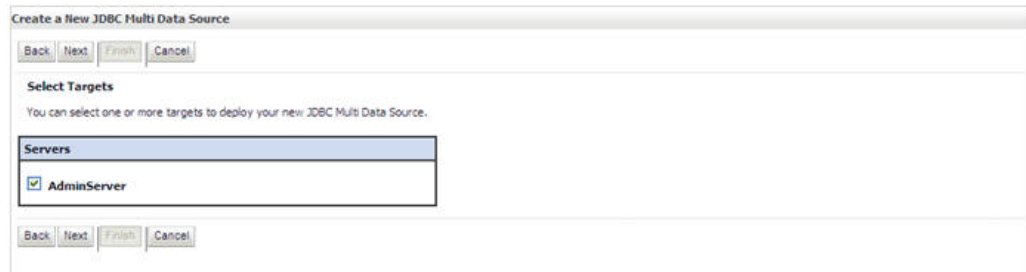 Create a New JDBC Multi Data Source
Back Next Finish Cancel
Select Targets
You can select one or more targets to deploy your new JDBC Multi Data Source.
Servers
AdminServer
Back Next Finish Cancel